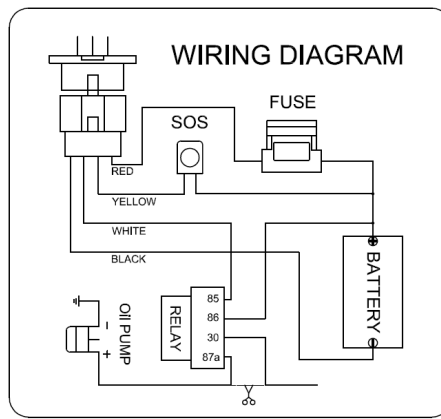 WIRING DIAGRAM
FUSE
SOS
RED
YELLOW
WHITE
BLACK
85
86
30
87a
RELAY
Oil PUMP
-
+
BATTERY